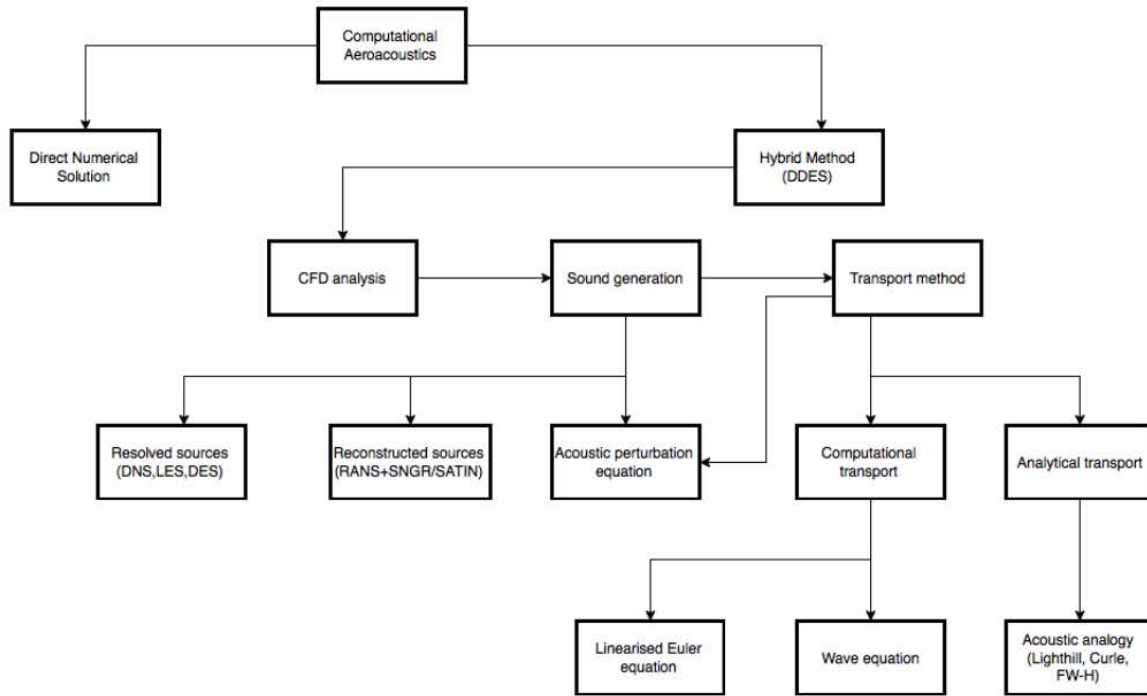 Computational
Aeroacoustics
Direct Numerical
Solution
Hybrid Method
(DDES)
CFD analysis
Sound generation
Transport method
Resolved sources
(DNS,LES,DES)
Reconstructed sources
(RANS+SNGR/SATIN)
Acoustic perturbation
equation
Computational
transport
Analytical transport
Linearised Euler
equation
Wave equation
Acoustic analogy
(Lighthill, Curle,
FW-H)